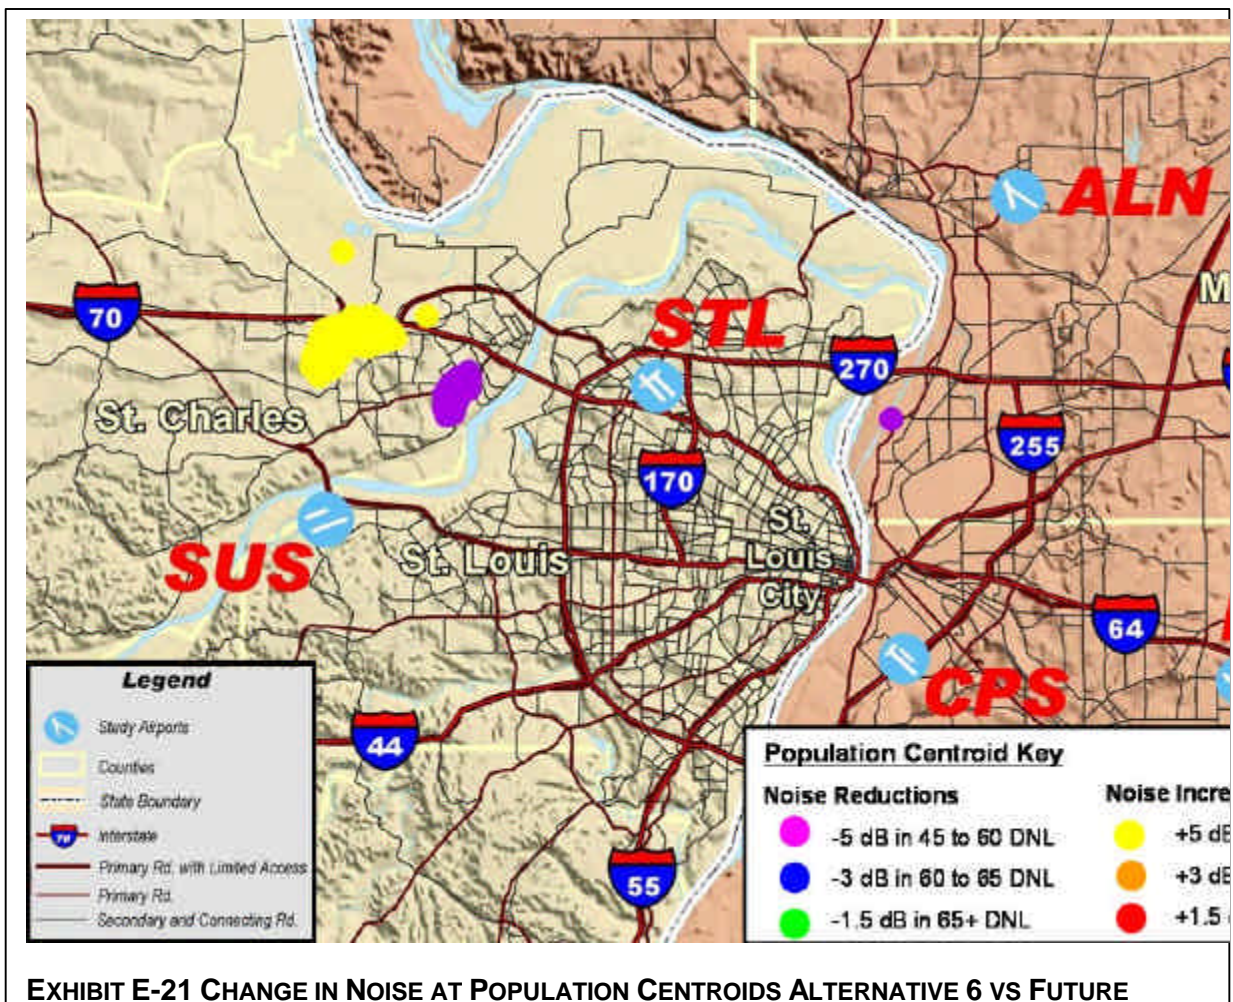 ALN
M
STL
70
270
St. Charles
255
170
St.
Louis
City
SUS
St. Louis
64
CPS
44
55
Legend
Study Airports
Counties
State Boundary
Interstate
Primary Rd. with Limited Access
Primary Rd.
Secondary and Connecting Rd.
Population Centroid Key
Noise Reductions
-5 dB in 45 to 60 DNL
-3 dB in 60 to 65 DNL
-1.5 dB in 65+ DNL
Noise Incre
+5 dB
+3 dB
+1.5
EXHIBIT E-21 CHANGE IN NOISE AT POPULATION CENTROIDS ALTERNATIVE 6 VS FUTURE